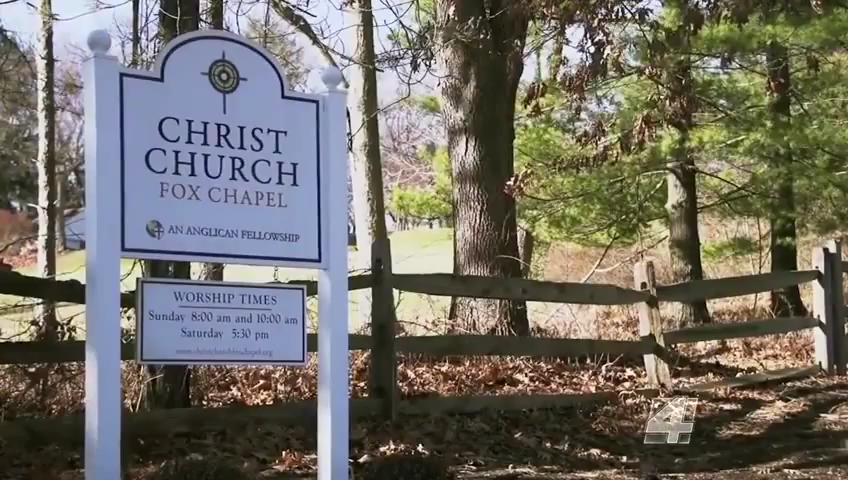 CHRIST
CHURCH
FOX CHAPEL
AN ANGLICAN FELLOWSHIP
WORSHIP TIMES
Sunday 8:00 am and 10:00 am
Saturday 5:30 pm
4